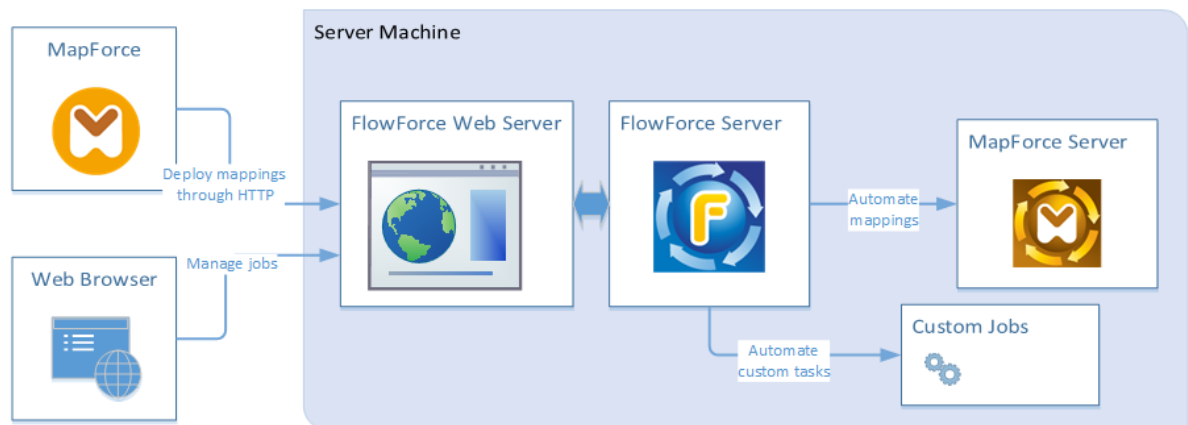 Server Machine
MapForce
Deploy mappings
through HTTP
Web Browser
Manage jobs
FlowForce Web Server
FlowForce Server
Automate
mappings
MapForce Server
Automate
custom tasks
Custom Jobs